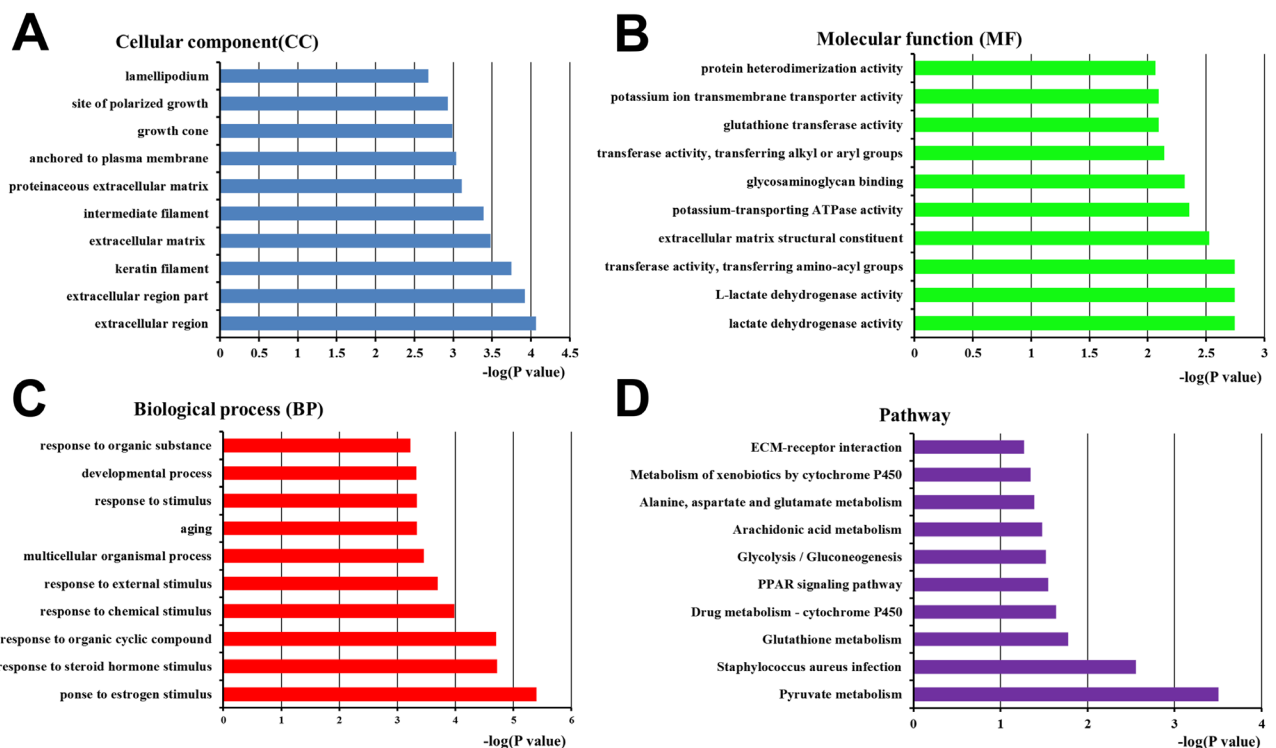 A
Cellular component(CC)
lamellipodium
site of polarized growth
growth cone
anchored to plasma membrane
proteinaceous extracellular matrix
intermediate filament
extracellular matrix
keratin filament
extracellular region part
extracellular region
0 0.5 1 1.5 2 2.5 3 3.5 4 4.5
-log(P value)
B
Molecular function (MF)
protein heterodimerization activity
potassium ion transmembrane transporter activity
glutathione transferase activity
transferase activity, transferring alkyl or aryl groups
glycosaminoglycan binding
potassium-transporting ATPase activity
extracellular matrix structural constituent
transferase activity, transferring amino-acyl groups
L-lactate dehydrogenase activity
lactate dehydrogenase activity
0 0.5 1 1.5 2 2.5 3
-log(P value)
C
Biological process (BP)
response to organic substance
developmental process
response to stimulus
aging
multicellular organismal process
response to external stimulus
response to chemical stimulus
response to organic cyclic compound
response to steroid hormone stimulus
ponse to estrogen stimulus
0 1 2 3 4 5 6
-log(P value)
D
Pathway
ECM-receptor interaction
Metabolism of xenobiotics by cytochrome P450
Alanine, aspartate and glutamate metabolism
Arachidonic acid metabolism
Glycolysis / Gluconeogenesis
PPAR signaling pathway
Drug metabolism - cytochrome P450
Glutathione metabolism
Staphylococcus aureus infection
Pyruvate metabolism
0 1 2 3 4
-log(P value)